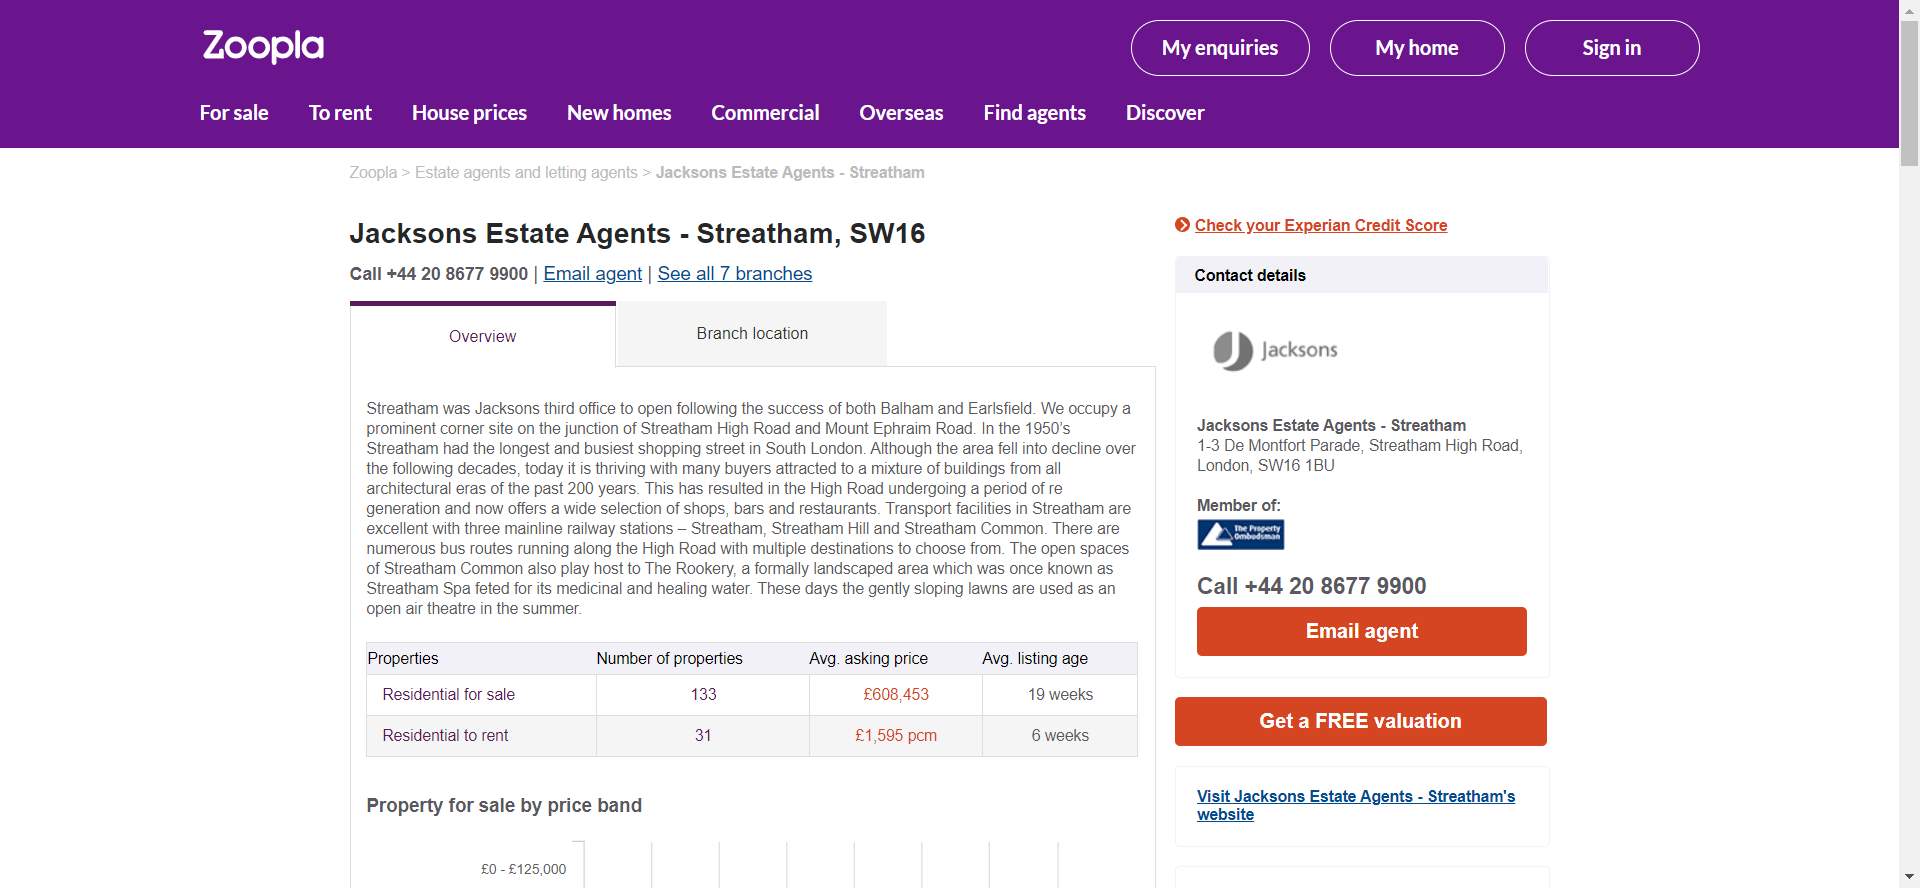 Zoopla
My enquiries
My home
Sign in
For sale
To rent
House prices
New homes
Commercial
Overseas
Find agents
Discover
Zoopla > Estate agents and letting agents > Jacksons Estate Agents - Streatham
Jacksons Estate Agents - Streatham, SW16
Call +44 20 8677 9900 | Email agent | See all 7 branches
Overview
Branch location
Streatham was Jacksons third office to open following the success of both Balham and Earlsfield. We occupy a
prominent corner site on the junction of Streatham High Road and Mount Ephraim Road. In the 1950's
Streatham had the longest and busiest shopping street in South London. Although the area fell into decline over
the following decades, today it is thriving with many buyers attracted to a mixture of buildings from all
architectural eras of the past 200 years. This has resulted in the High Road undergoing a period of re
generation and now offers a wide selection of shops, bars and restaurants. Transport facilities in Streatham are
excellent with three mainline railway stations – Streatham, Streatham Hill and Streatham Common. There are
numerous bus routes running along the High Road with multiple destinations to choose from. The open spaces
of Streatham Common also play host to The Rookery, a formally landscaped area which was once known as
Streatham Spa feted for its medicinal and healing water. These days the gently sloping lawns are used as an
open air theatre in the summer.
Properties Number of properties Avg. asking price Avg. listing age
Residential for sale 133 £608,453 19 weeks
Residential to rent 31 £1,595 pcm 6 weeks
Property for sale by price band
£0 - £125,000
Check your Experian Credit Score
Contact details
Jacksons
Jacksons Estate Agents - Streatham
1-3 De Montfort Parade, Streatham High Road,
London, SW16 1BU
Member of:
The Property
Ombudsman
Call +44 20 8677 9900
Email agent
Get a FREE valuation
Visit Jacksons Estate Agents - Streatham's
website